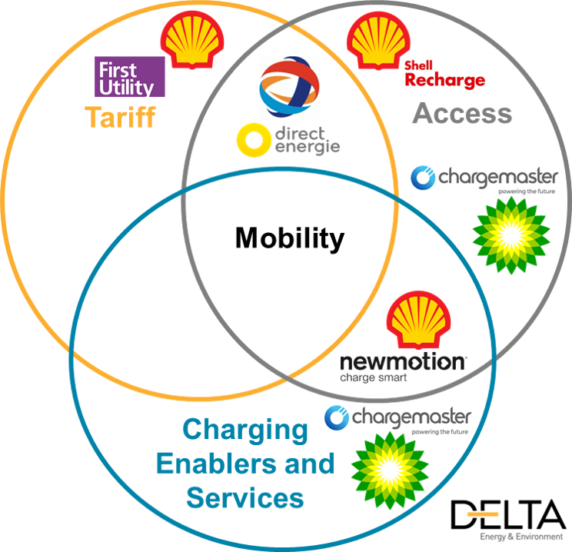 First
Utility
Tariff
Shell
Recharge
Access
direct
energie
chargemaster
powering the future
Mobility
newmotion
charge smart
chargemaster
powering the future
Charging
Enablers and
Services
DELTA
Energy & Environment